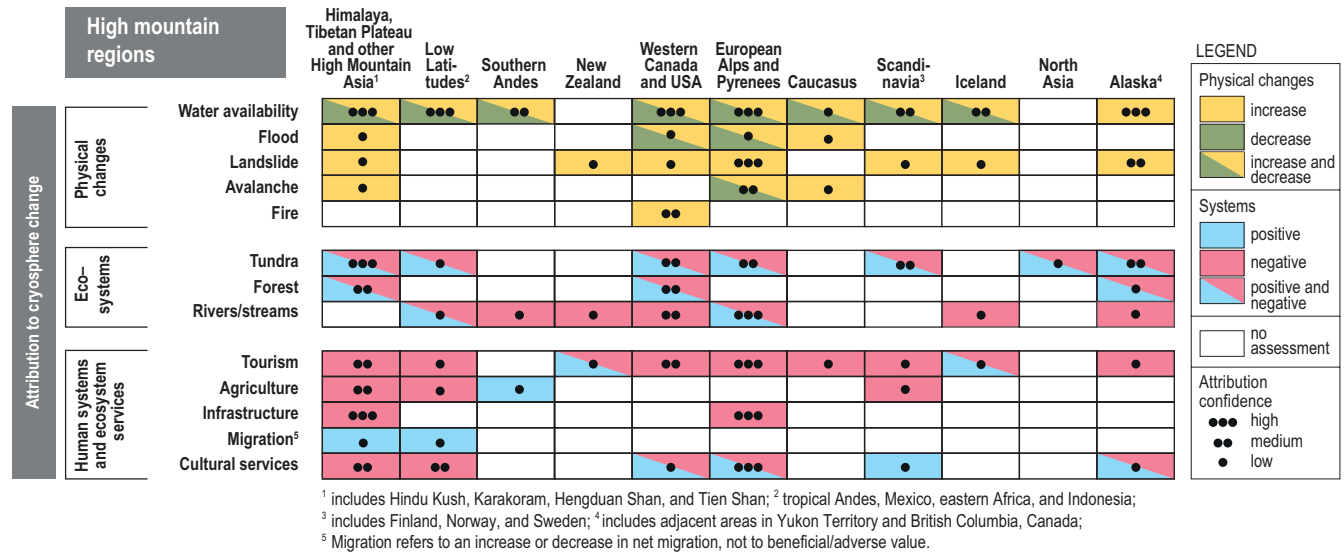 High mountain
regions
Himalaya,
Tibetan Plateau
and other
High Mountain
Asia1
Low
Lati-
tudes2
Southern
Andes
New
Zealand
Western
Canada
and USA
European
Alps and
Pyrenees
Caucasus
Scandi-
navia3
Iceland
North
Asia
Alaska4
Attribution to cryosphere change
Physical
changes
Water availability
Flood
Landslide
Avalanche
Fire
Eco–
systems
Tundra
Forest
Rivers/streams
Human systems
and ecosystem
services
Tourism
Agriculture
Infrastructure
Migration5
Cultural services
LEGEND
Physical changes
increase
decrease
increase and
decrease
Systems
positive
negative
positive and
negative
no
assessment
Attribution
confidence
high
medium
low
1 includes Hindu Kush, Karakoram, Hengduan Shan, and Tien Shan; 2 tropical Andes, Mexico, eastern Africa, and Indonesia;
3 includes Finland, Norway, and Sweden; 4 includes adjacent areas in Yukon Territory and British Columbia, Canada;
5 Migration refers to an increase or decrease in net migration, not to beneficial/adverse value.